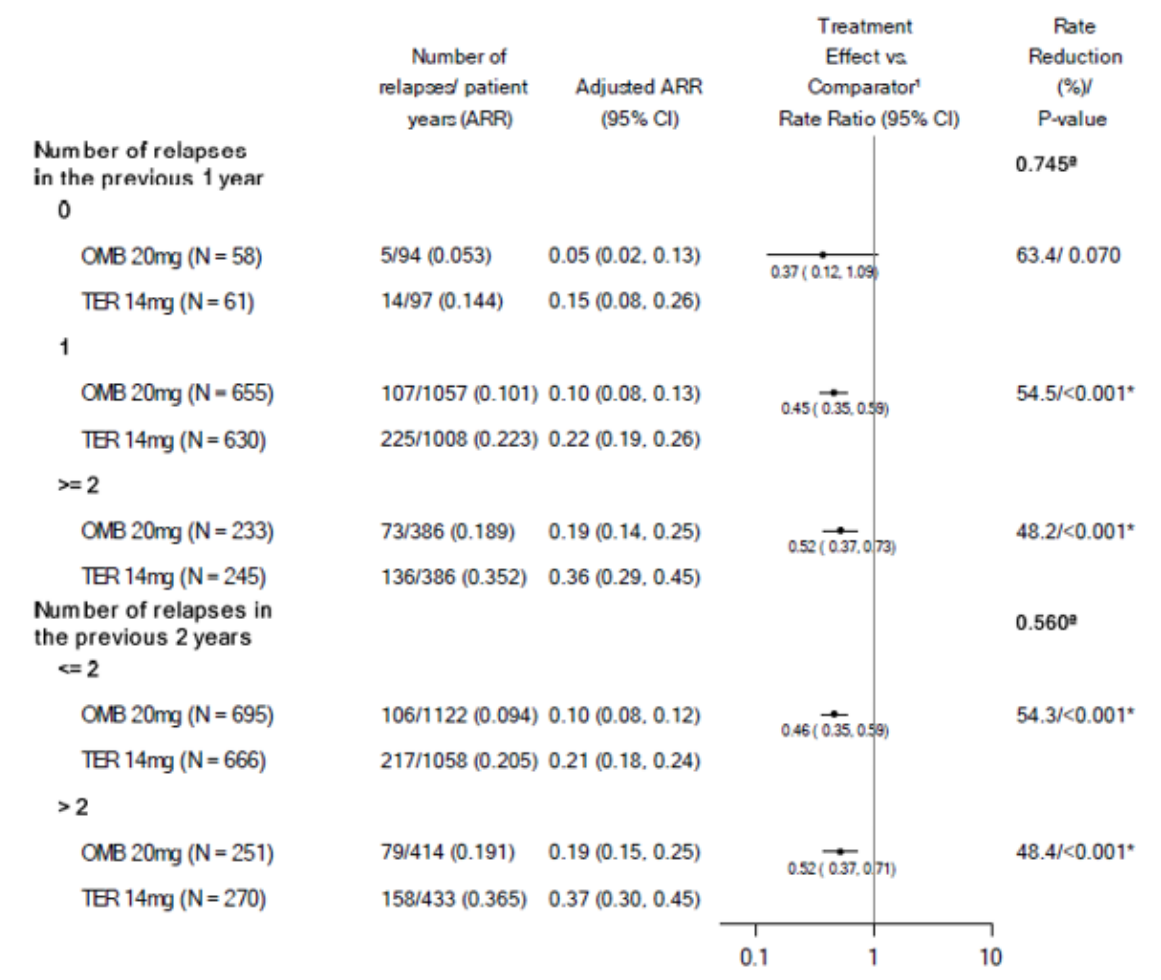 Number of relapses/ patient years (ARR)
Adjusted ARR (95% CI)
Treatment Effect vs. Comparator¹ Rate Ratio (95% CI)
Rate Reduction (%)/ P-value
Number of relapses
in the previous 1 year
0.745ª
0
OMB 20mg (N = 58) 5/94 (0.053) 0.05 (0.02, 0.13) 0.37 ( 0.12, 1.09) 63.4/ 0.070
TER 14mg (N = 61) 14/97 (0.144) 0.15 (0.08, 0.26)
1
OMB 20mg (N = 655) 107/1057 (0.101) 0.10 (0.08, 0.13) 0.45 ( 0.35, 0.59) 54.5/<0.001*
TER 14mg (N = 630) 225/1008 (0.223) 0.22 (0.19, 0.26)
>= 2
OMB 20mg (N = 233) 73/386 (0.189) 0.19 (0.14, 0.25) 0.52 ( 0.37, 0.73) 48.2/<0.001*
TER 14mg (N = 245) 136/386 (0.352) 0.36 (0.29, 0.45)
Number of relapses in
the previous 2 years
0.560ª
<= 2
OMB 20mg (N = 695) 106/1122 (0.094) 0.10 (0.08, 0.12) 0.46 ( 0.35, 0.59) 54.3/<0.001*
TER 14mg (N = 666) 217/1058 (0.205) 0.21 (0.18, 0.24)
> 2
OMB 20mg (N = 251) 79/414 (0.191) 0.19 (0.15, 0.25) 0.52 ( 0.37, 0.71) 48.4/<0.001*
TER 14mg (N = 270) 158/433 (0.365) 0.37 (0.30, 0.45)
0.1 1 10